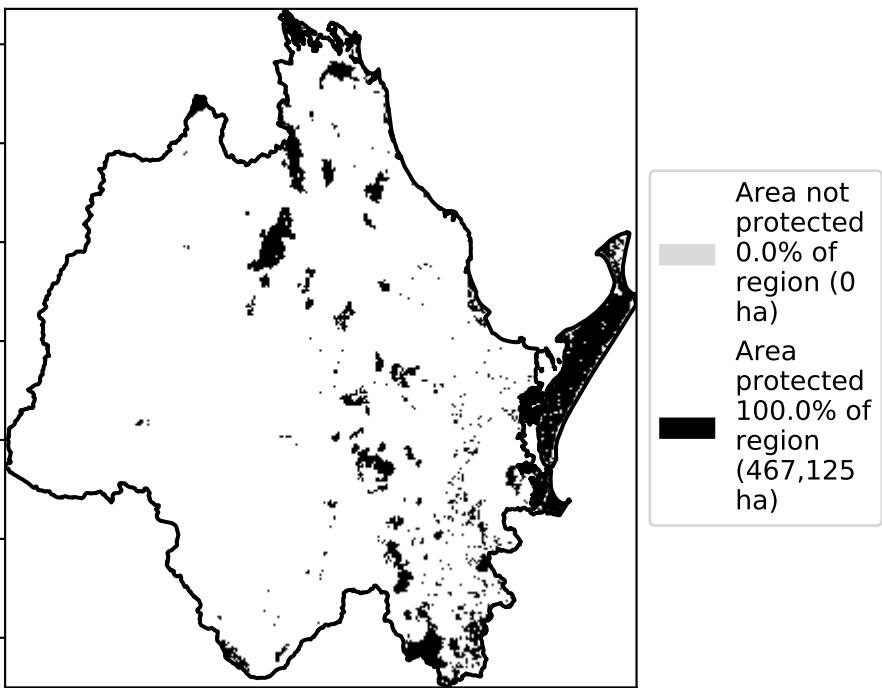 Area not
protected
0.0% of
region (0
ha)
Area
protected
100.0% of
region
(467,125
ha)